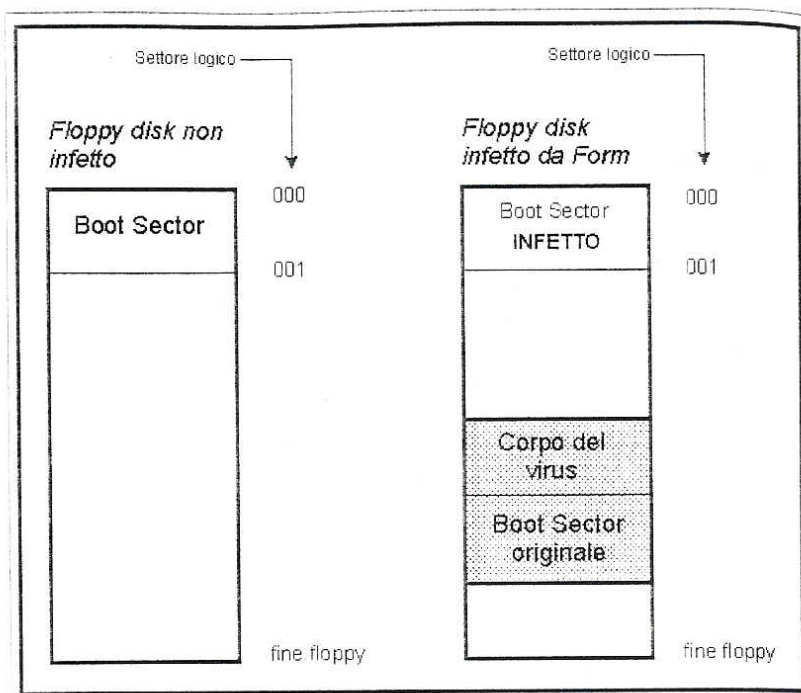 Settore logico
Floppy disk non
infetto
000
Boot Sector
001
fine floppy
Settore logico
Floppy disk
infetto da Form
000
Boot Sector
INFETTO
001
Corpo del
virus
Boot Sector
originale
fine floppy